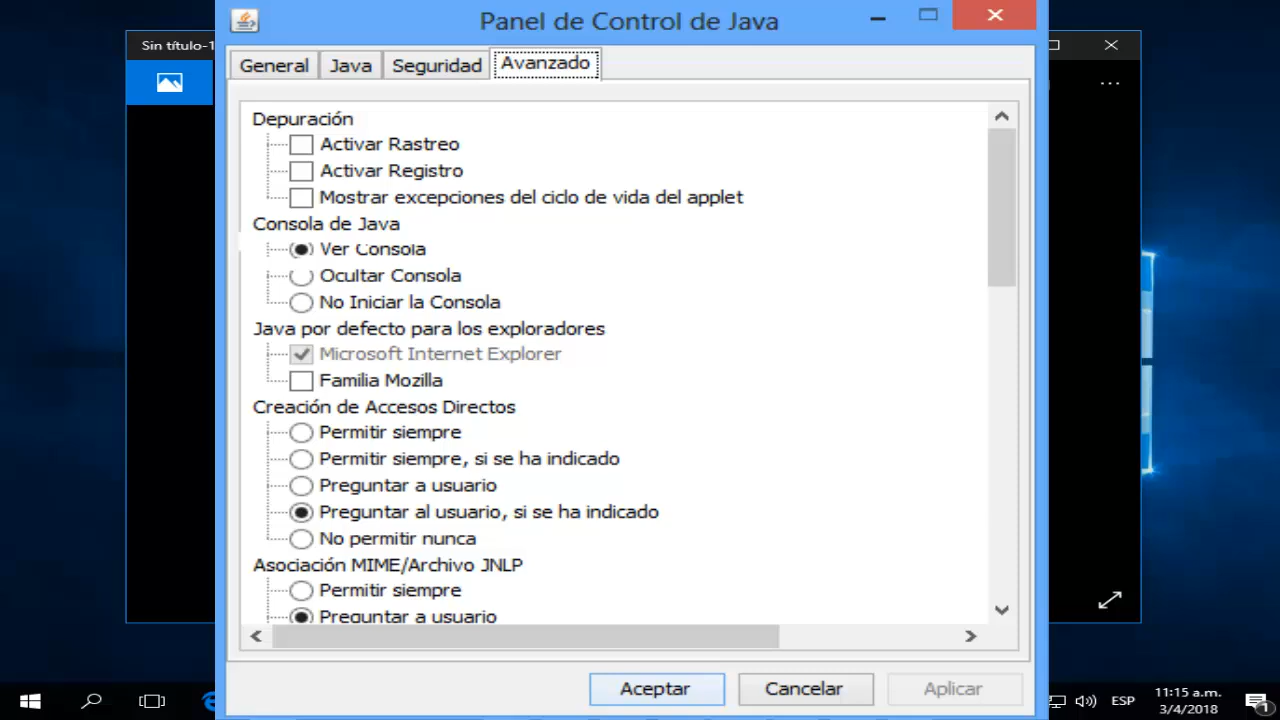 Panel de Control de Java
Sin título-1
General Java Seguridad Avanzado
Depuración
Activar Rastreo
Activar Registro
Mostrar excepciones del ciclo de vida del applet
Consola de Java
Ver Consola
Ocultar Consola
No Iniciar la Consola
Java por defecto para los exploradores
Microsoft Internet Explorer
Familia Mozilla
Creación de Accesos Directos
Permitir siempre
Permitir siempre, si se ha indicado
Preguntar a usuario
Preguntar al usuario, si se ha indicado
No permitir nunca
Asociación MIME/Archivo JNLP
Permitir siempre
Preguntar a usuario
Aceptar Cancelar Aplicar
ESP
11:15 a.m.
3/4/2018
1